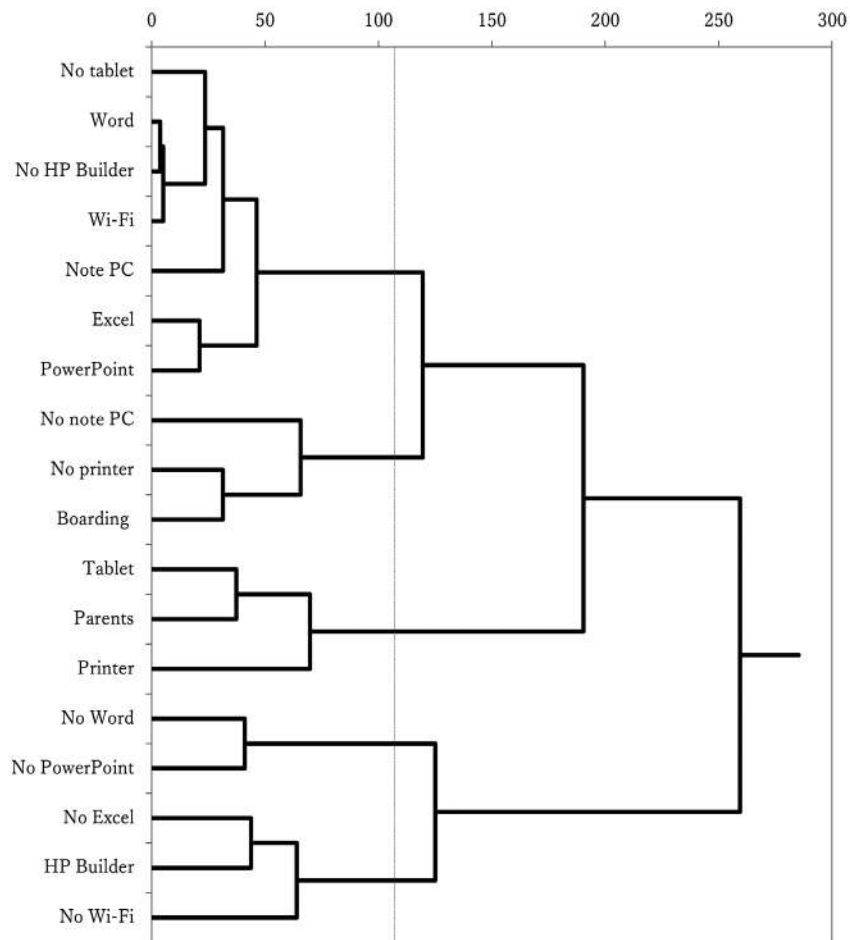 0 50 100 150 200 250 300
No tablet
Word
No HP Builder
Wi-Fi
Note PC
Excel
PowerPoint
No note PC
No printer
Boarding
Tablet
Parents
Printer
No Word
No PowerPoint
No Excel
HP Builder
No Wi-Fi